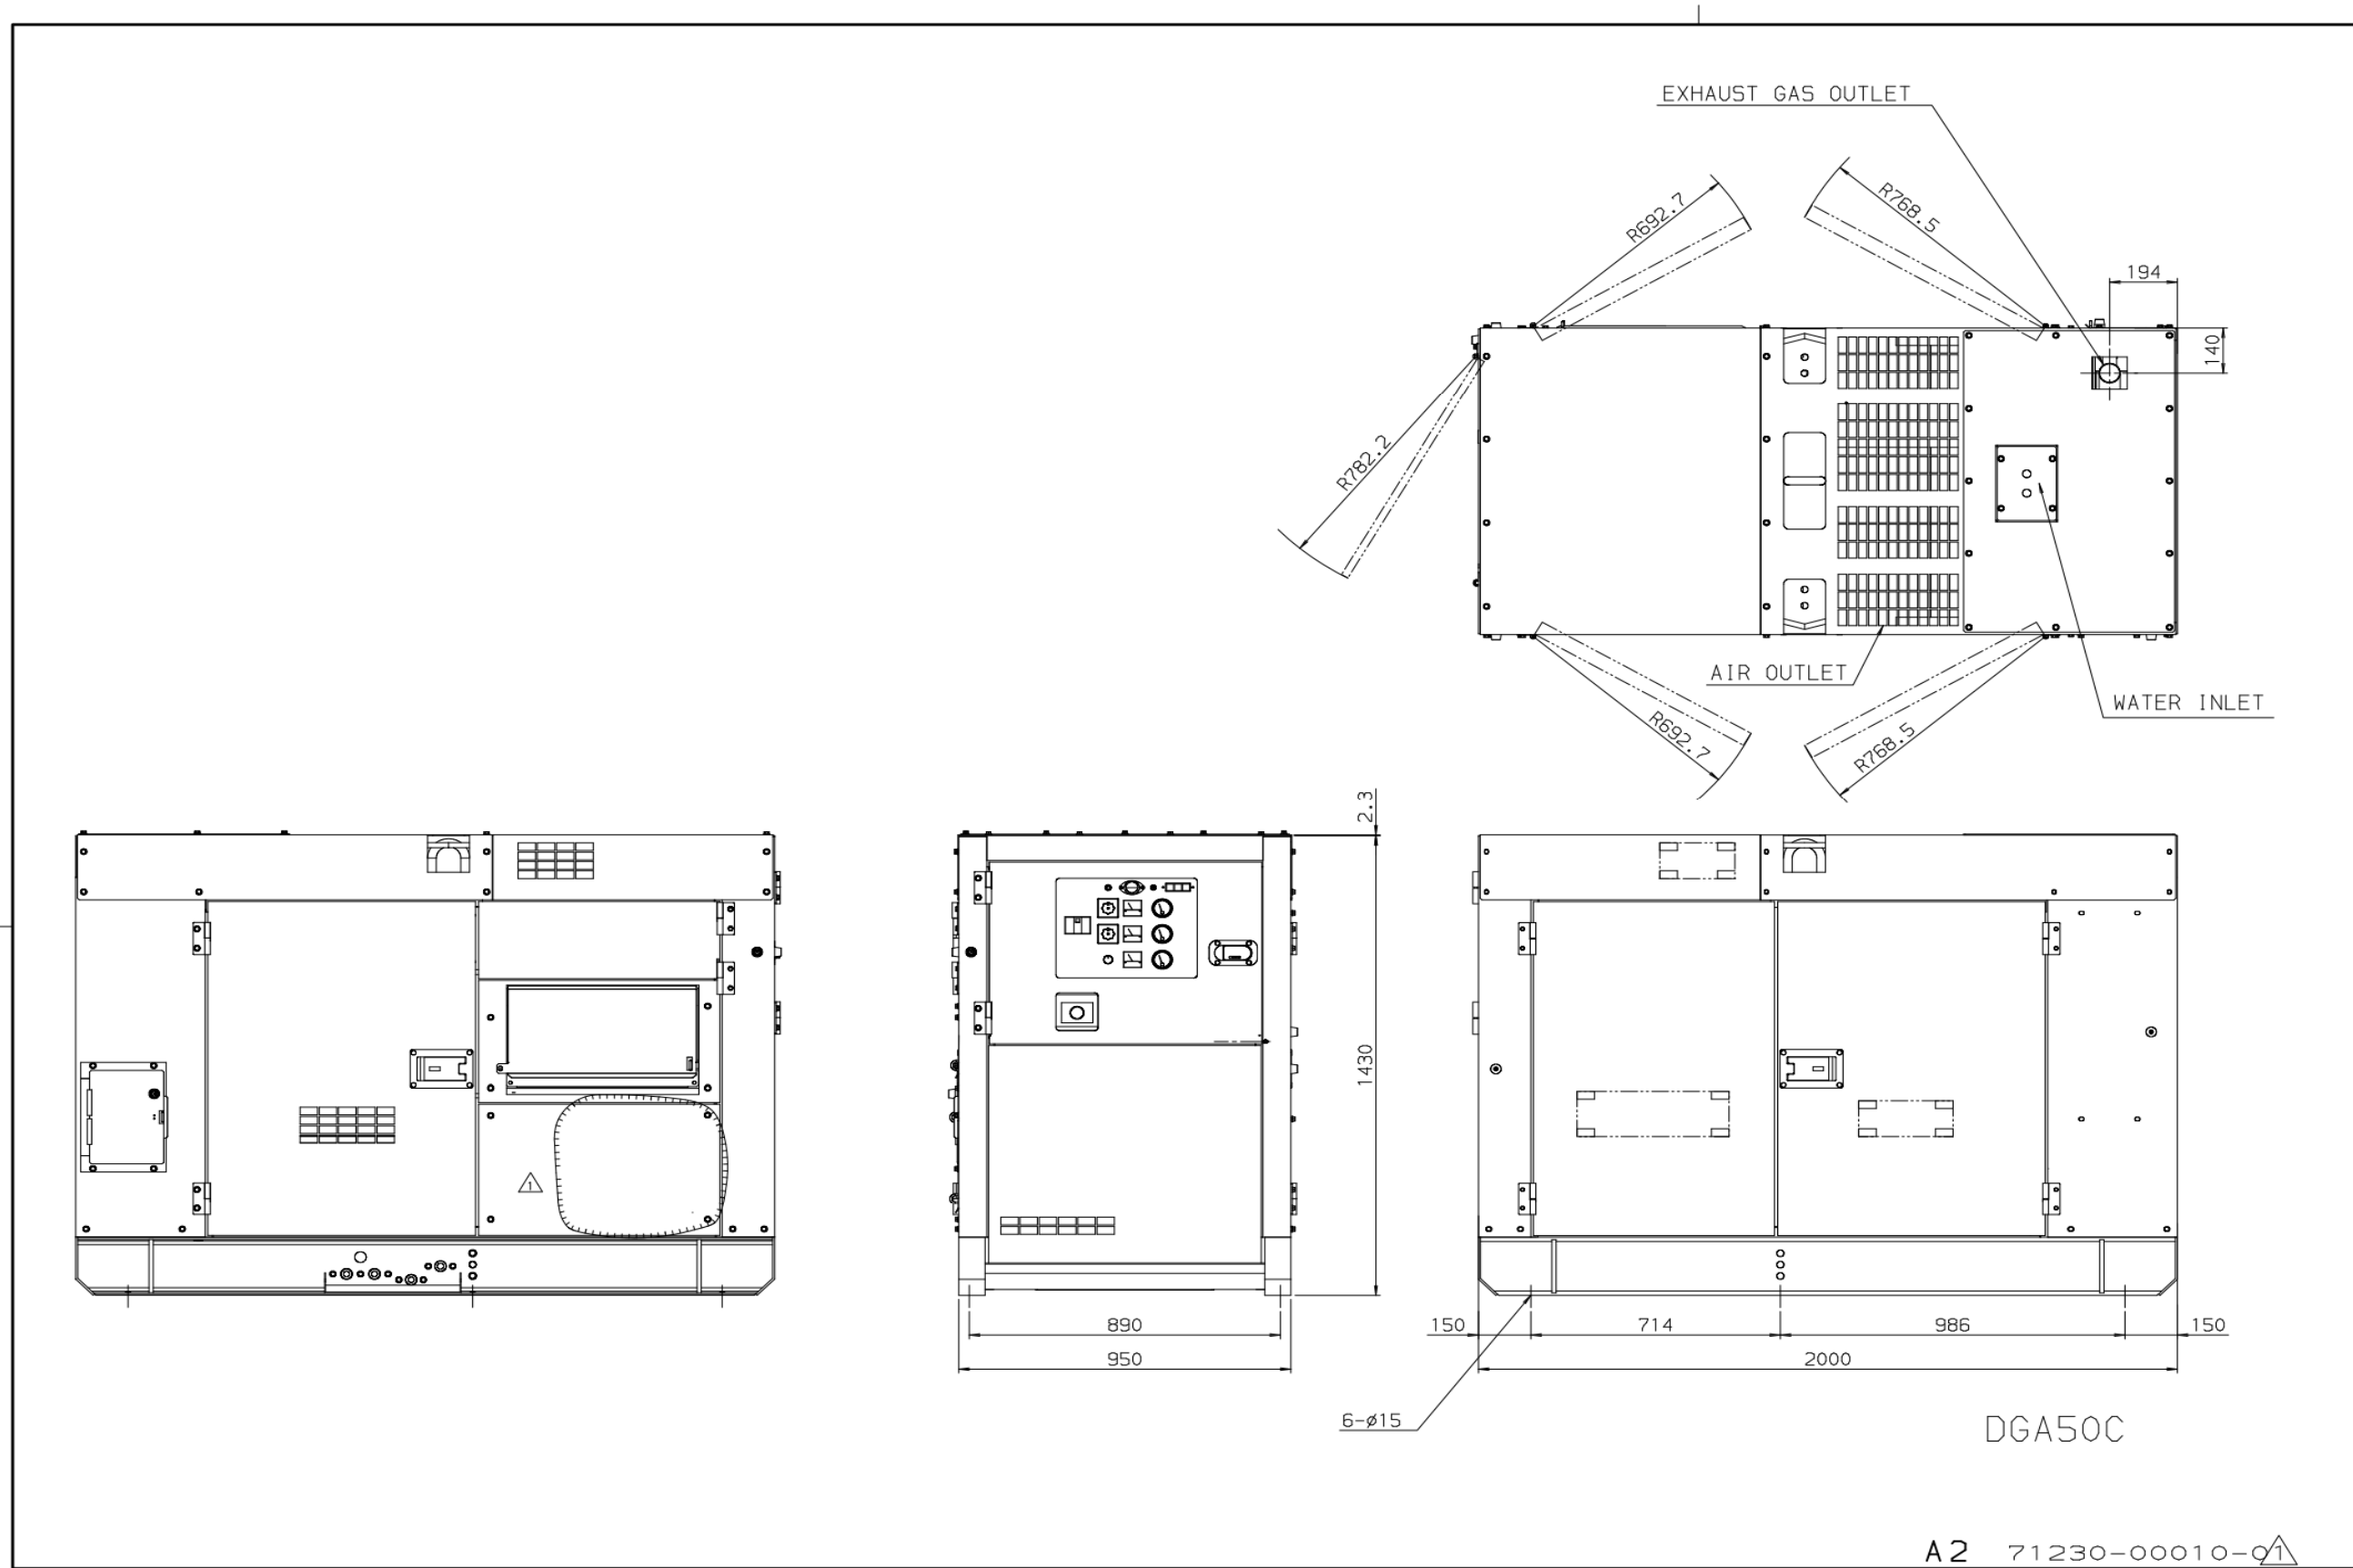 EXHAUST GAS OUTLET
R692.7
R768.5
194
140
R782.2
AIR OUTLET
WATER INLET
R692.7
R768.5
2.3
1430
1
890
950
150
714
986
150
2000
6-ø15
DGA50C
A2 71230-00010-01